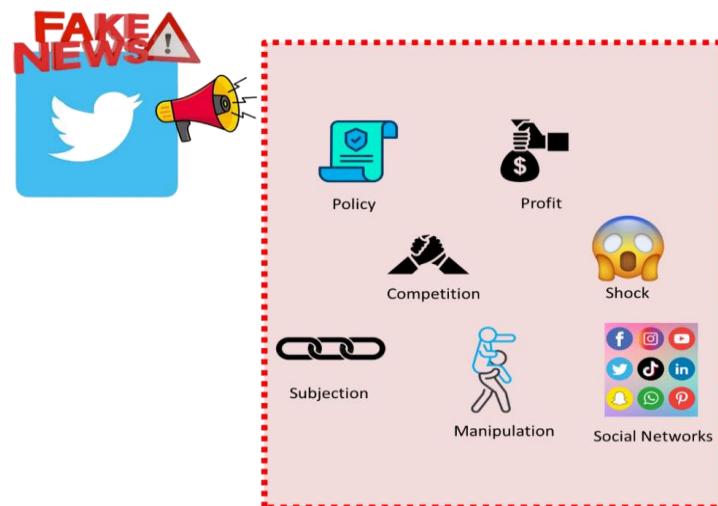 FAKE
NEWS
Policy
Profit
$
Competition
Shock
Subjection
Manipulation
Social Networks